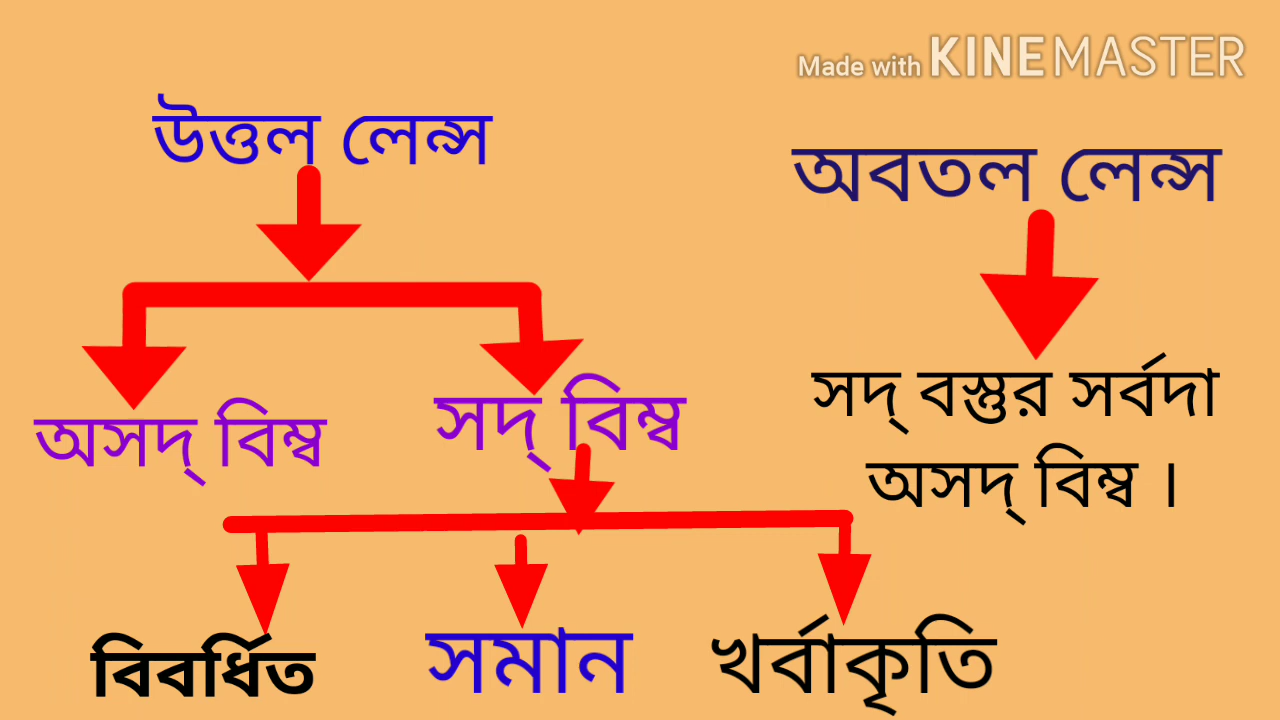 Made with KINEMASTER
উত্তল লেন্স
অবতল লেন্স
অসদ্ বিম্ব
সদ্ বিম্ব
সদ্ বস্তুর সর্বদা
অসদ্ বিম্ব ।
বিবর্ধিত
সমান
খর্বাকৃতি